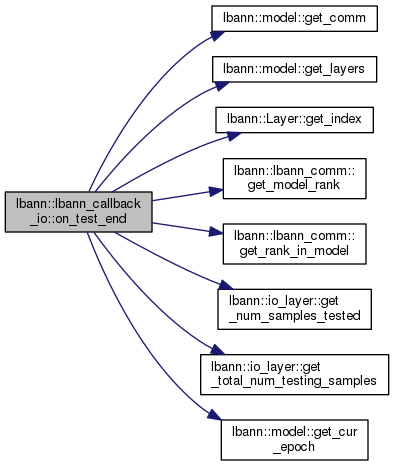 lbann::model::get_comm
lbann::model::get_layers
lbann::Layer::get_index
lbann::lbann_comm::
get_model_rank
lbann::lbann_callback
_io::on_test_end
lbann::lbann_comm::
get_rank_in_model
lbann::io_layer::get
_num_samples_tested
lbann::io_layer::get
_total_num_testing_samples
lbann::model::get_cur
_epoch